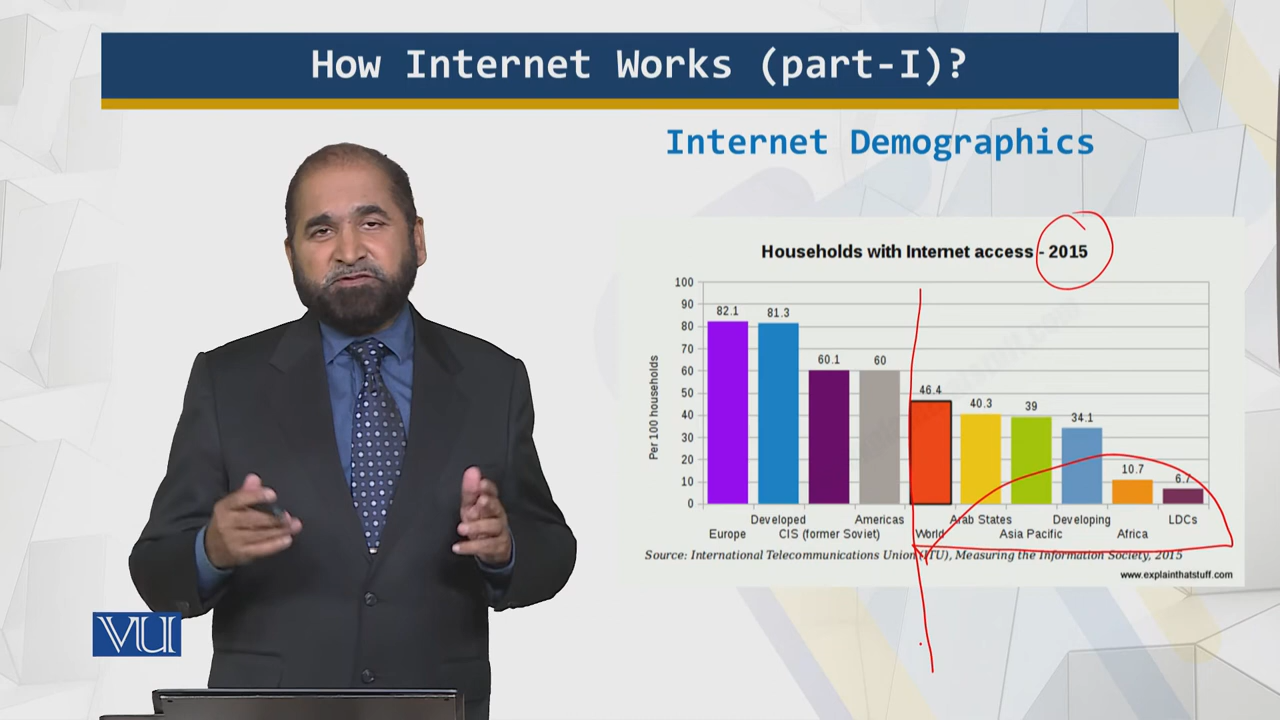 How Internet Works (part-I)?
Internet Demographics
Households with Internet access - 2015
Per 100 households
100
90
80
70
60
50
40
30
20
10
0
82.1
81.3
60.1
60
46.4
40.3
39
34.1
10.7
6.7
Europe
Developed
CIS (former Soviet)
Americas
World
Arab States
Asia Pacific
Developing
Africa
LDCs
Source: International Telecommunications Union (ITU), Measuring the Information Society, 2015
www.explainthatstuff.com
VU